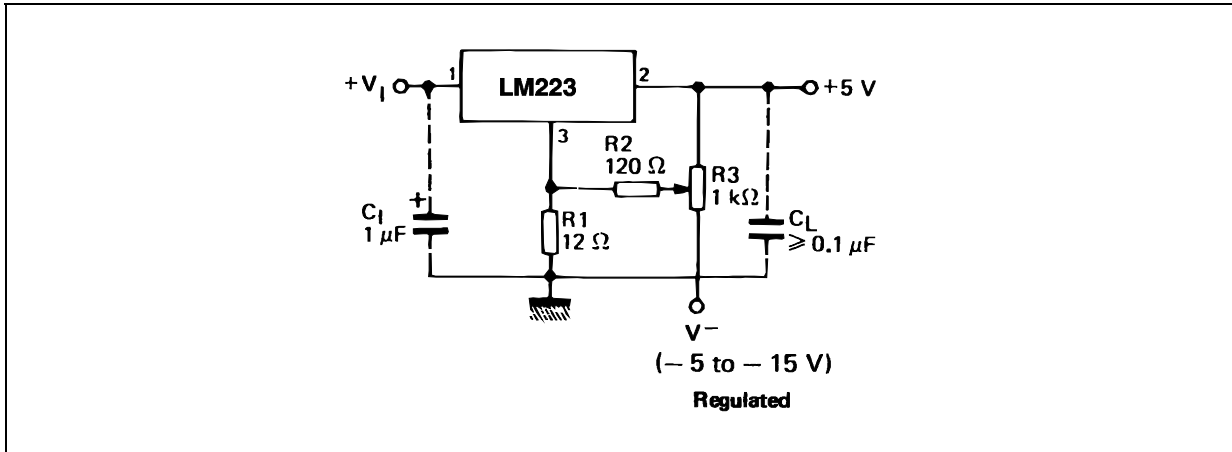 +V_I
1
LM223
2
+5 V
3
R2
120 Ω
R3
1 kΩ
+
C_I
1 μF
R1
12 Ω
C_L
⩾ 0.1 μF
V−
(− 5 to − 15 V)
Regulated